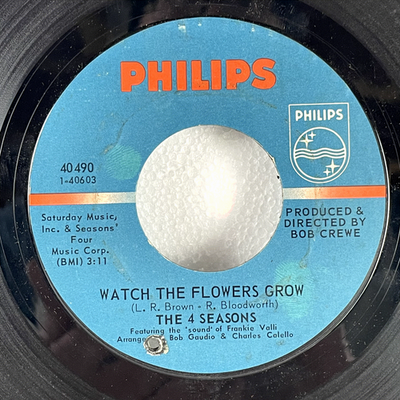 PHILIPS
PHILIPS
40 490
1-40603
Saturday Music,
Inc. & Seasons'
Four
Music Corp.
(BMI) 3:11
PRODUCED &
DIRECTED BY
BOB CREWE
WATCH THE FLOWERS GROW
(L. R. Brown - R. Bloodworth)
THE 4 SEASONS
Featuring the "sound" of Frankie Valli
Bob Gaudio & Charles Calello